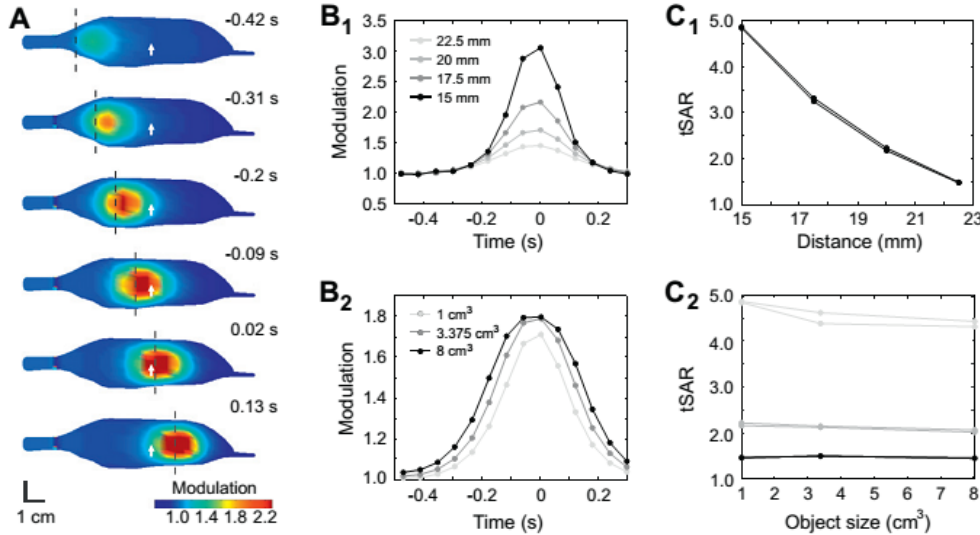 A
-0.42 s
-0.31 s
-0.2 s
-0.09 s
0.02 s
0.13 s
1 cm
Modulation
1.0 1.4 1.8 2.2
B1
Modulation
3.5
3.0
2.5
2.0
1.5
1.0
0.5
22.5 mm
20 mm
17.5 mm
15 mm
-0.4 -0.2 0 0.2
Time (s)
C1
tSAR
5.0
4.0
3.0
2.0
1.0
15 17 19 21 23
Distance (mm)
B2
Modulation
1.8
1.6
1.4
1.2
1.0
1 cm³
3.375 cm³
8 cm³
-0.4 -0.2 0 0.2
Time (s)
C2
tSAR
5.0
4.0
3.0
2.0
1.0
1 2 3 4 5 6 7 8
Object size (cm³)